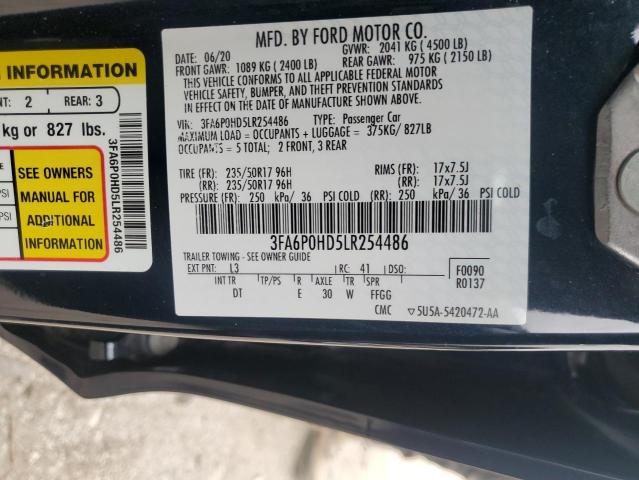 INFORMATION
NT: 2 REAR: 3
kg or 827 lbs.
PSI
PSI
SEE OWNERS
MANUAL FOR
ADDITIONAL
INFORMATION
3FA6P0HD5LR254486
MFD. BY FORD MOTOR CO.
DATE: 06/20 GVWR: 2041 KG ( 4500 LB)
FRONT GAWR: 1089 KG ( 2400 LB) REAR GAWR: 975 KG ( 2150 LB)
THIS VEHICLE CONFORMS TO ALL APPLICABLE FEDERAL MOTOR
VEHICLE SAFETY, BUMPER, AND THEFT PREVENTION STANDARDS
IN EFFECT ON THE DATE OF MANUFACTURE SHOWN ABOVE.
VIN: 3FA6P0HD5LR254486 TYPE: Passenger Car
MAXIMUM LOAD = OCCUPANTS + LUGGAGE = 375KG/ 827LB
OCCUPANTS = 5 TOTAL; 2 FRONT, 3 REAR
TIRE (FR): 235/50R17 96H RIMS (FR): 17x7.5J
(RR): 235/50R17 96H (RR): 17x7.5J
PRESSURE (FR): 250 kPa/ 36 PSI COLD (RR): 250 kPa/ 36 PSI COLD
3FA6P0HD5LR254486
TRAILER TOWING - SEE OWNER GUIDE
EXT PNT: L3 RC: 41 DSO:
INT TR TP/PS R AXLE TR SPR
DT E 30 W FFGG
F0090
R0137
CMC ▽5U5A-5420472-AA